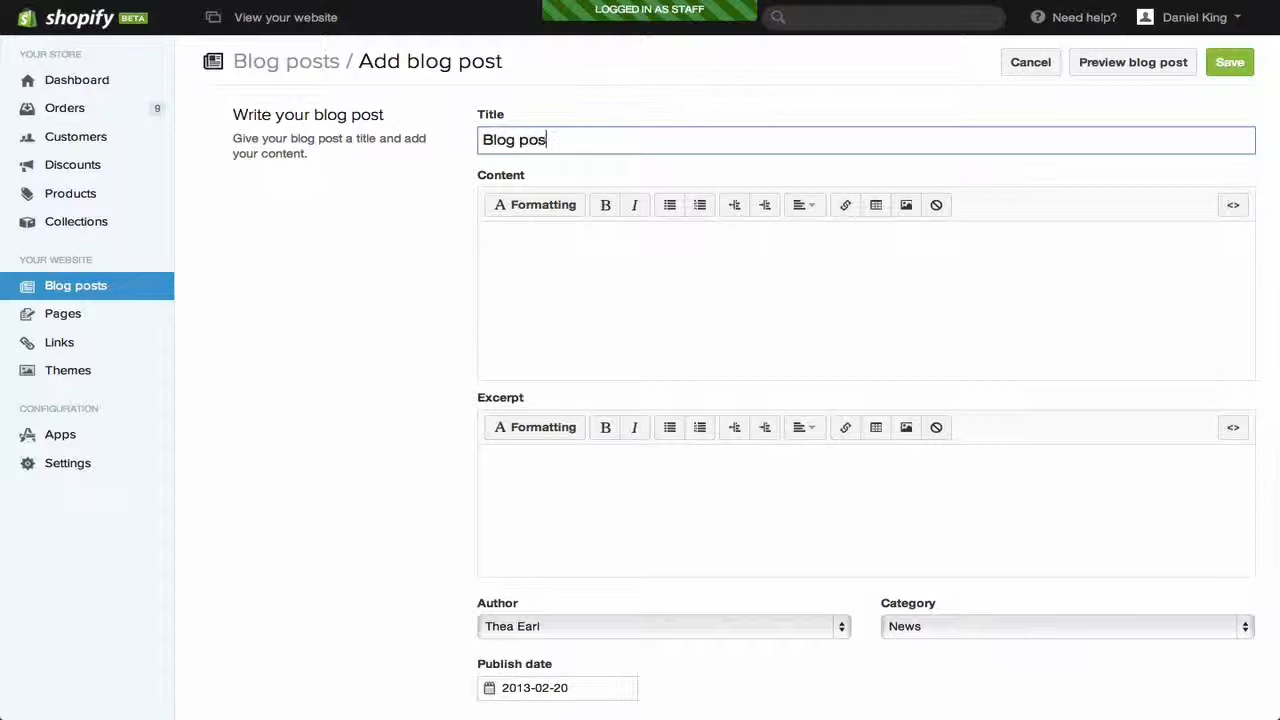 shopify BETA
View your website
LOGGED IN AS STAFF
Need help?
Daniel King
YOUR STORE
Dashboard
Orders 9
Customers
Discounts
Products
Collections
YOUR WEBSITE
Blog posts
Pages
Links
Themes
CONFIGURATION
Apps
Settings
Blog posts / Add blog post
Cancel
Preview blog post
Save
Write your blog post
Give your blog post a title and add
your content.
Title
Blog pos
Content
A Formatting B I <>
Excerpt
A Formatting B I <>
Author
Thea Earl
Category
News
Publish date
2013-02-20